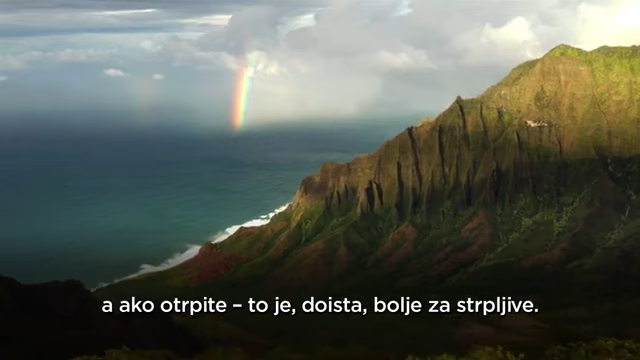 a ako otrpite – to je, doista, bolje za strpljive.